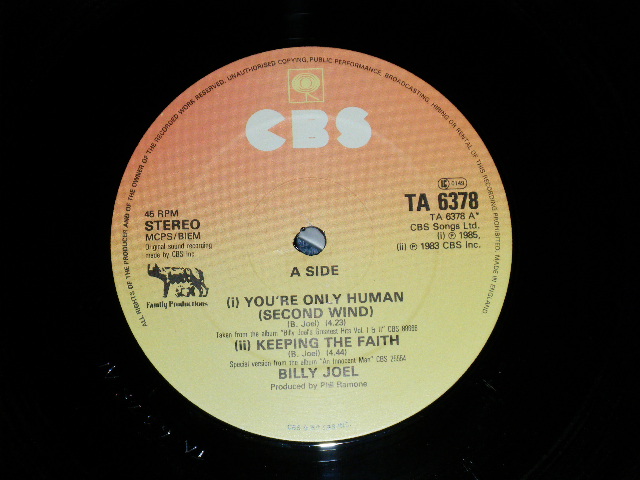 ALL RIGHTS OF THE PRODUCER AND OF THE OWNER OF THE RECORDED WORK RESERVED. UNAUTHORISED COPYING, PUBLIC PERFORMANCE, BROADCASTING, HIRING OR RENTAL OF THIS RECORDING PROHIBITED. MADE IN ENGLAND
CBS
45 RPM
STEREO
MCPS/BIEM
Original sound recording
made by CBS Inc.
Family Productions
TA 6378
TA 6378 A*
CBS Songs Ltd.
(i) ℗ 1985,
(ii) ℗ 1983 CBS Inc.
A SIDE
(i) YOU'RE ONLY HUMAN
(SECOND WIND)
(B. Joel) (4.23)
Taken from the album "Billy Joel's Greatest Hits Vol. I & II" CBS
(ii) KEEPING THE FAITH
(B. Joel) (4.44)
Special version from the album "An Innocent Man" CBS 25554
BILLY JOEL
Produced by Phil Ramone